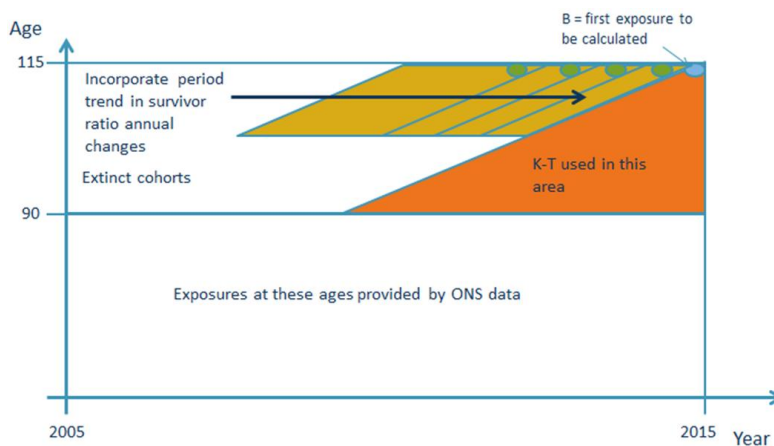 Age
B = first exposure to
be calculated
115
Incorporate period
trend in survivor
ratio annual
changes
Extinct cohorts
K-T used in this
area
90
Exposures at these ages provided by ONS data
2005
2015
Year